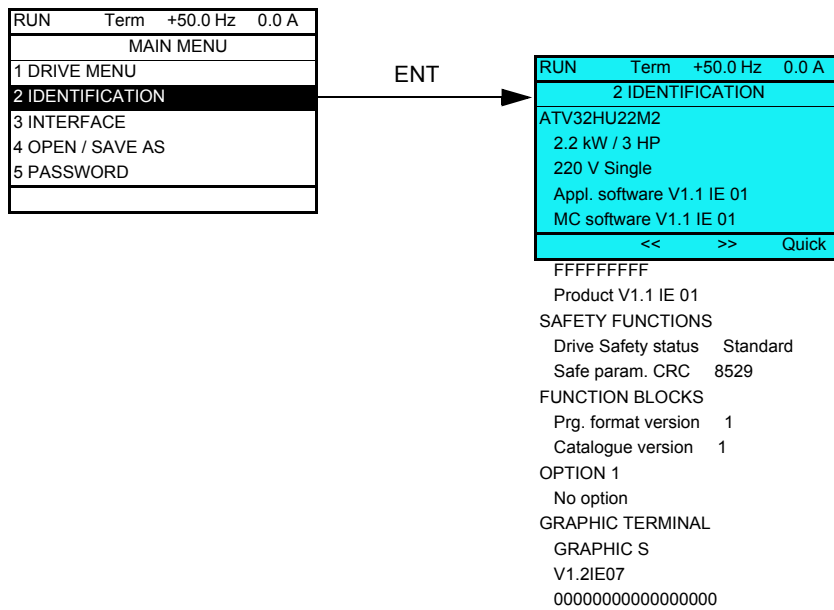 RUN Term +50.0 Hz 0.0 A
MAIN MENU
1 DRIVE MENU
2 IDENTIFICATION
3 INTERFACE
4 OPEN / SAVE AS
5 PASSWORD
ENT
RUN Term +50.0 Hz 0.0 A
2 IDENTIFICATION
ATV32HU22M2
2.2 kW / 3 HP
220 V Single
Appl. software V1.1 IE 01
MC software V1.1 IE 01
<< >> Quick
FFFFFFFFF
Product V1.1 IE 01
SAFETY FUNCTIONS
Drive Safety status Standard
Safe param. CRC 8529
FUNCTION BLOCKS
Prg. format version 1
Catalogue version 1
OPTION 1
No option
GRAPHIC TERMINAL
GRAPHIC S
V1.2IE07
00000000000000000